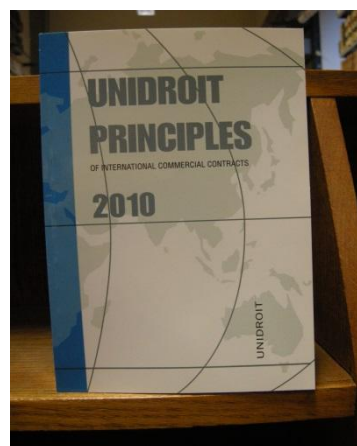 UNIDROIT
PRINCIPLES
OF INTERNATIONAL COMMERCIAL CONTRACTS
2010
UNIDROIT